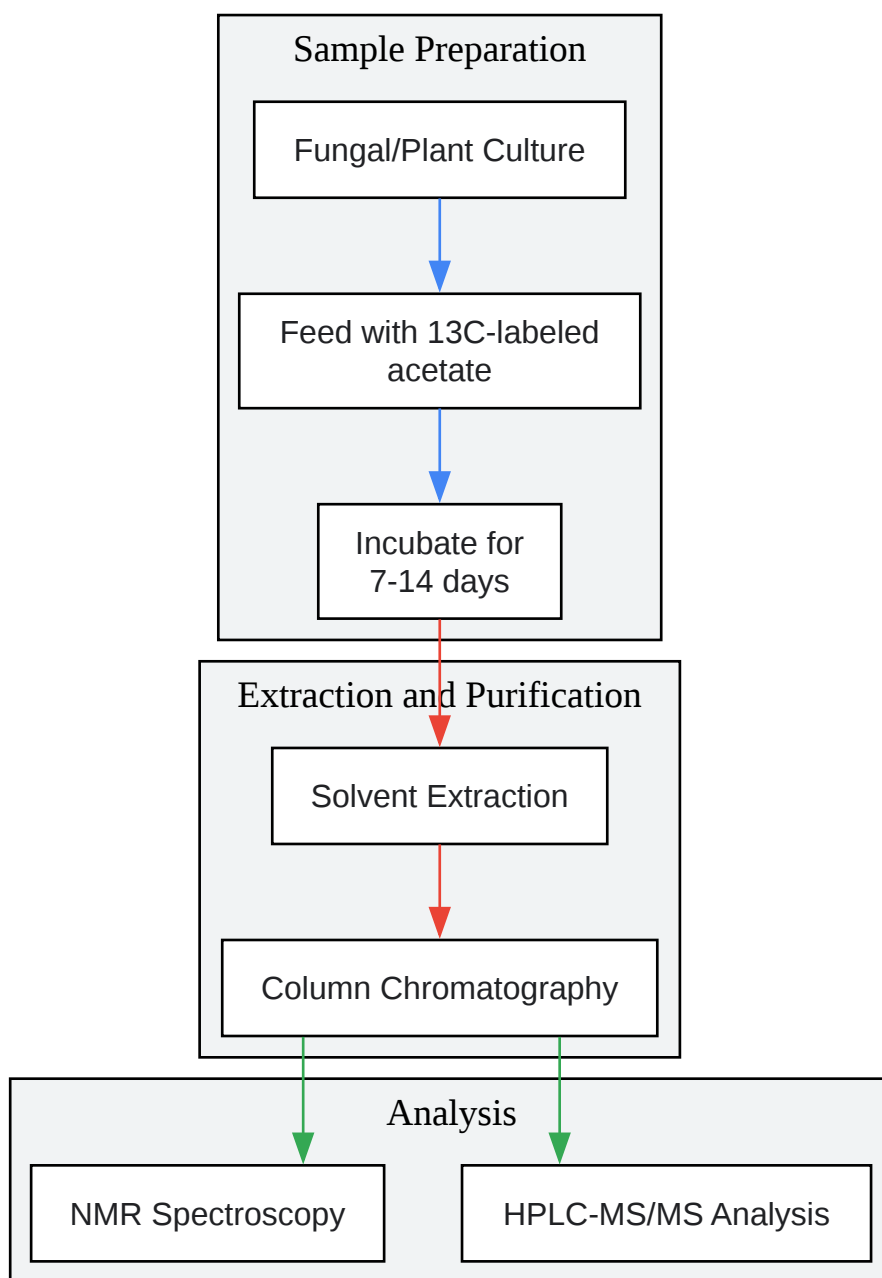 Sample Preparation
Fungal/Plant Culture
Feed with 13C-labeled
acetate
Incubate for
7-14 days
Extraction and Purification
Solvent Extraction
Column Chromatography
Analysis
NMR Spectroscopy
HPLC-MS/MS Analysis